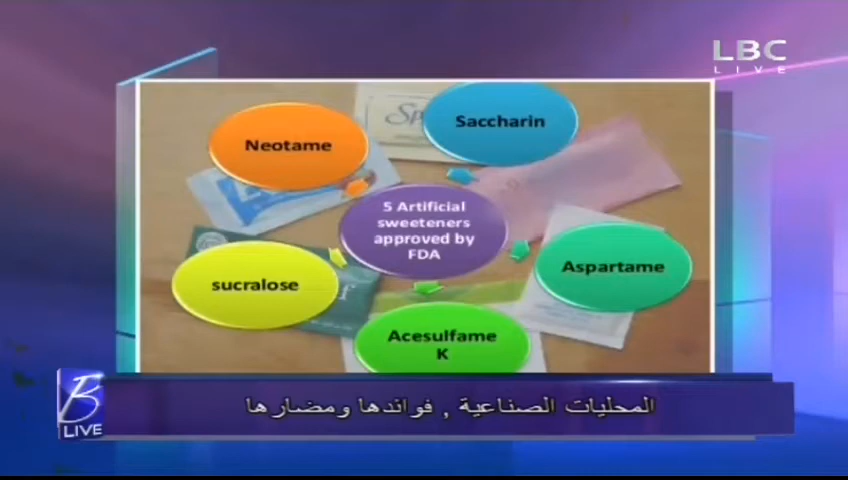 LBC
LIVE
Saccharin
Neotame
5 Artificial
sweeteners
approved by
FDA
Aspartame
sucralose
Acesulfame
K
المحليات الصناعية , فوائدها ومضارها
B
LIVE